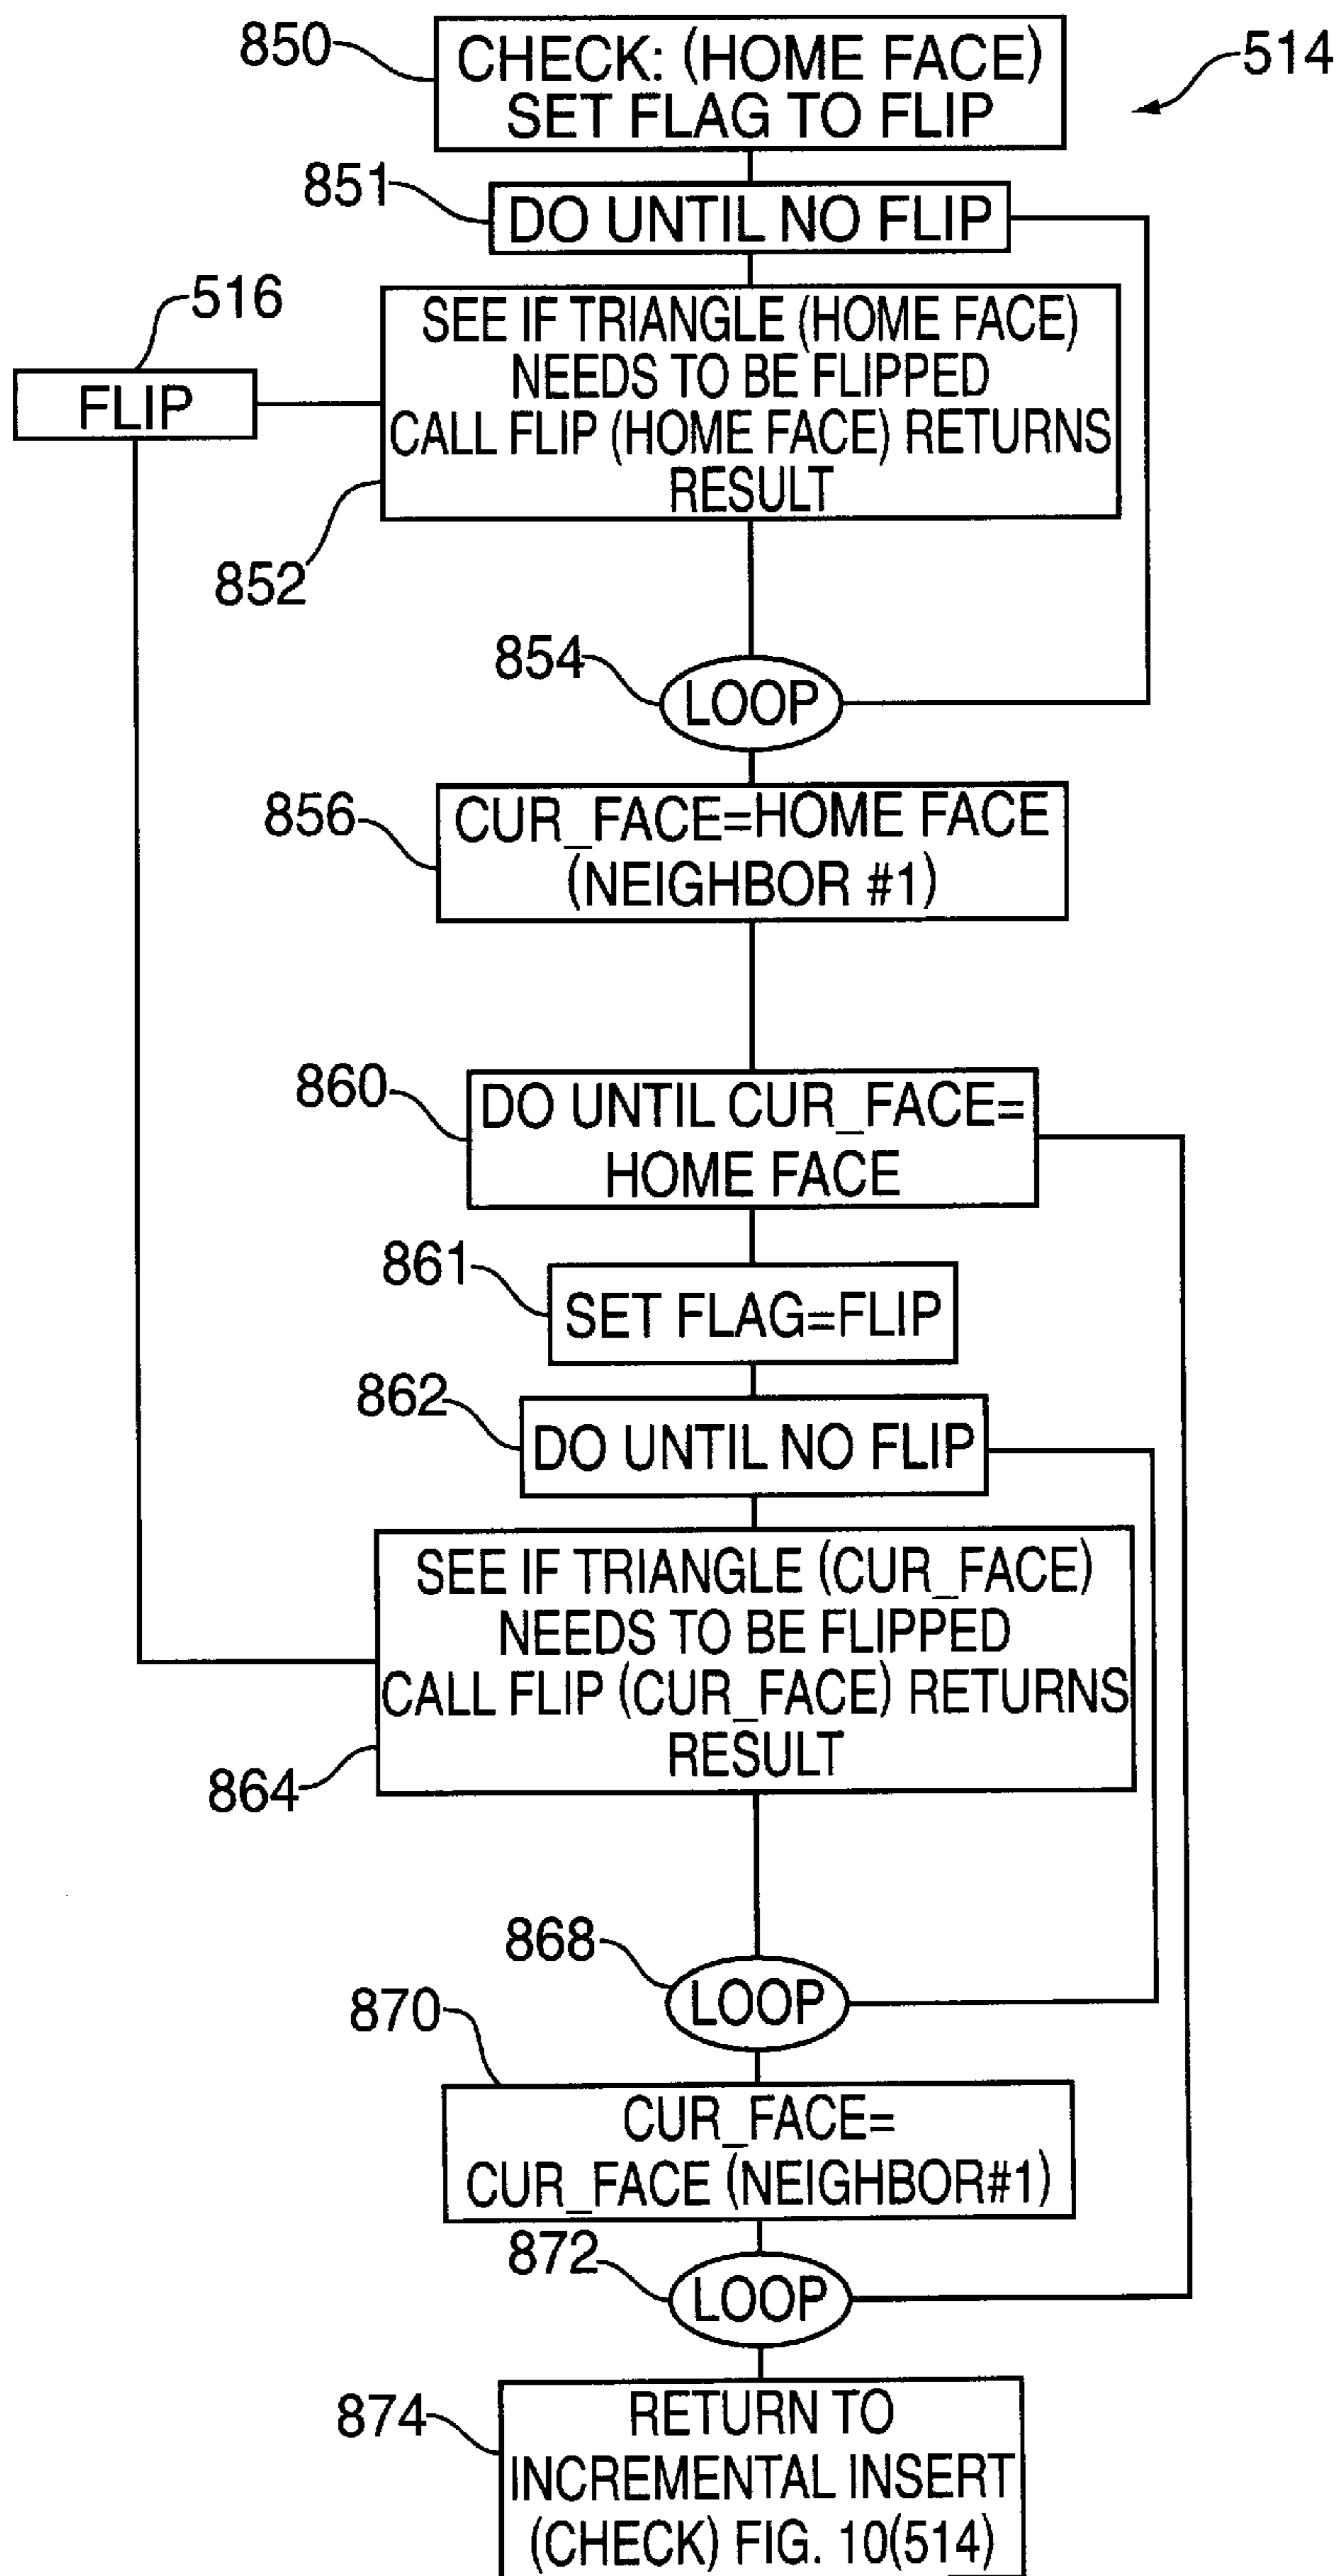 850
CHECK: (HOME FACE)
SET FLAG TO FLIP
514
851
DO UNTIL NO FLIP
516
FLIP
SEE IF TRIANGLE (HOME FACE)
NEEDS TO BE FLIPPED
CALL FLIP (HOME FACE) RETURNS
RESULT
852
854
LOOP
856
CUR_FACE=HOME FACE
(NEIGHBOR #1)
860
DO UNTIL CUR_FACE=
HOME FACE
861
SET FLAG=FLIP
862
DO UNTIL NO FLIP
SEE IF TRIANGLE (CUR_FACE)
NEEDS TO BE FLIPPED
CALL FLIP (CUR_FACE) RETURNS
RESULT
864
868
LOOP
870
CUR_FACE=
CUR_FACE (NEIGHBOR#1)
872
LOOP
874
RETURN TO
INCREMENTAL INSERT
(CHECK) FIG. 10(514)